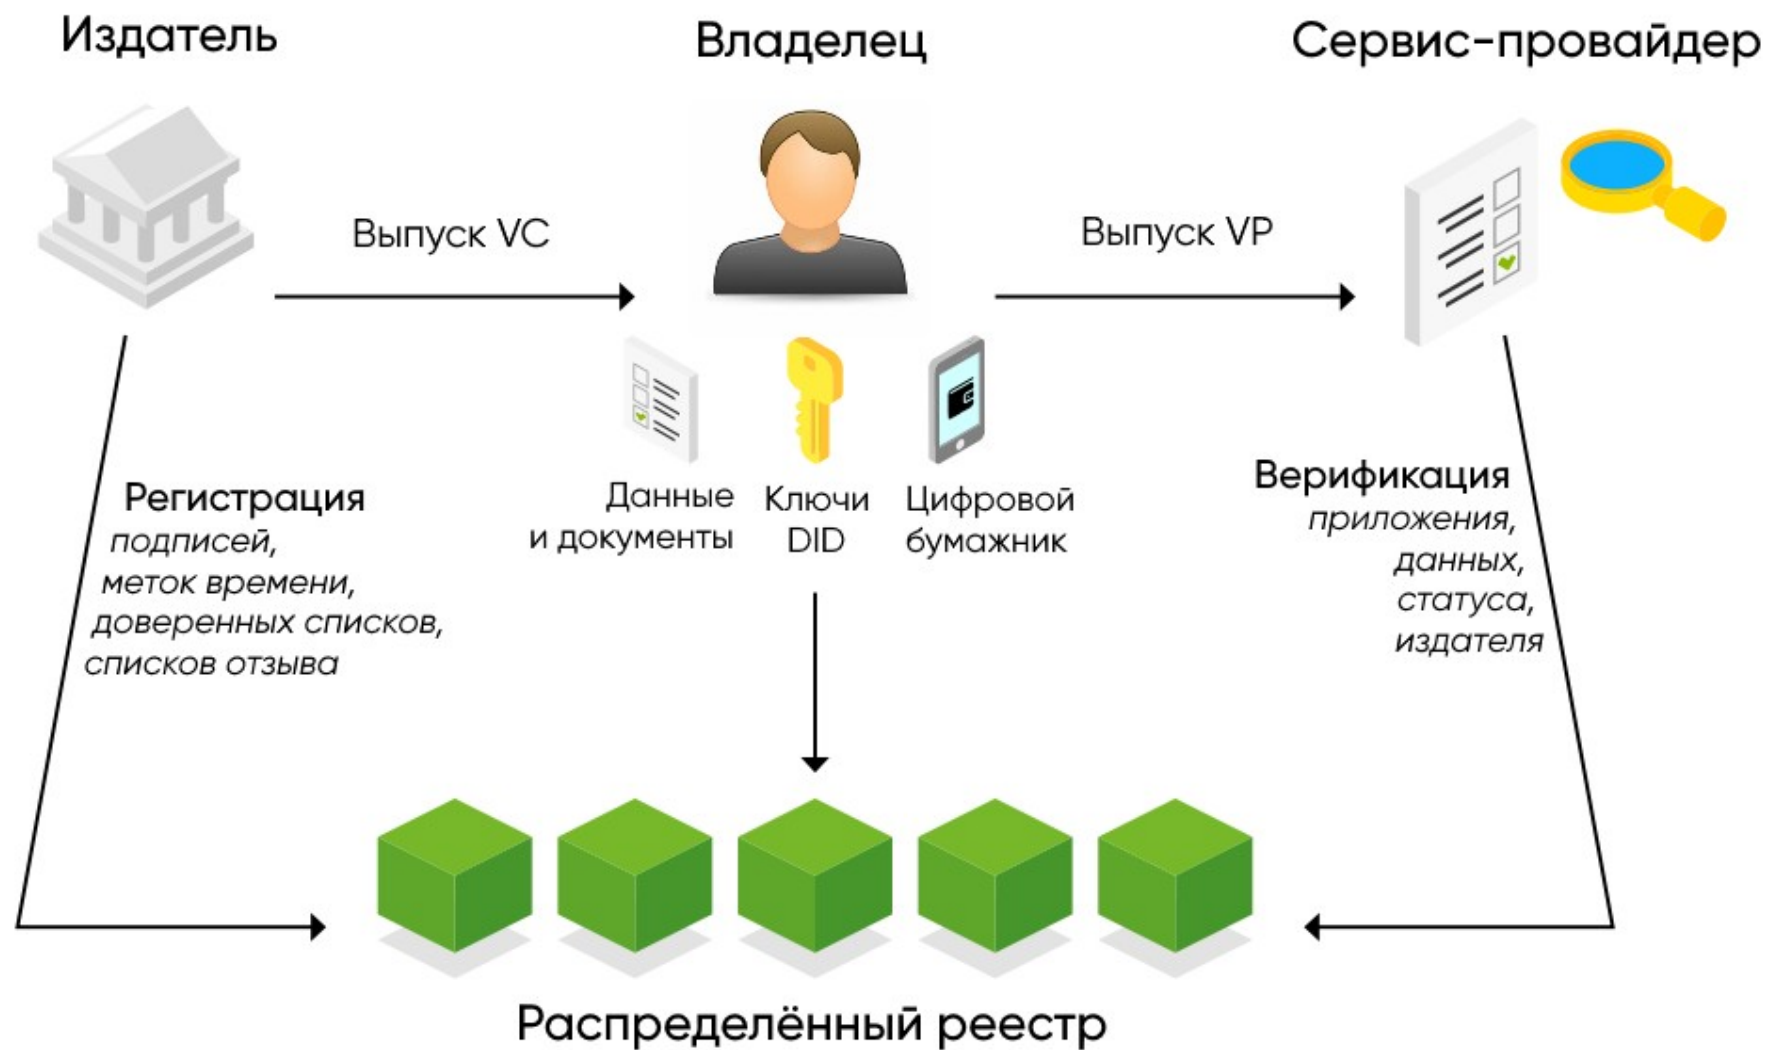 Издатель
Владелец
Сервис-провайдер
Выпуск VC
Выпуск VP
Данные
и документы
Ключи
DID
Цифровой
бумажник
Регистрация
подписей,
меток времени,
доверенных списков,
списков отзыва
Верификация
приложения,
данных,
статуса,
издателя
Распределённый реестр